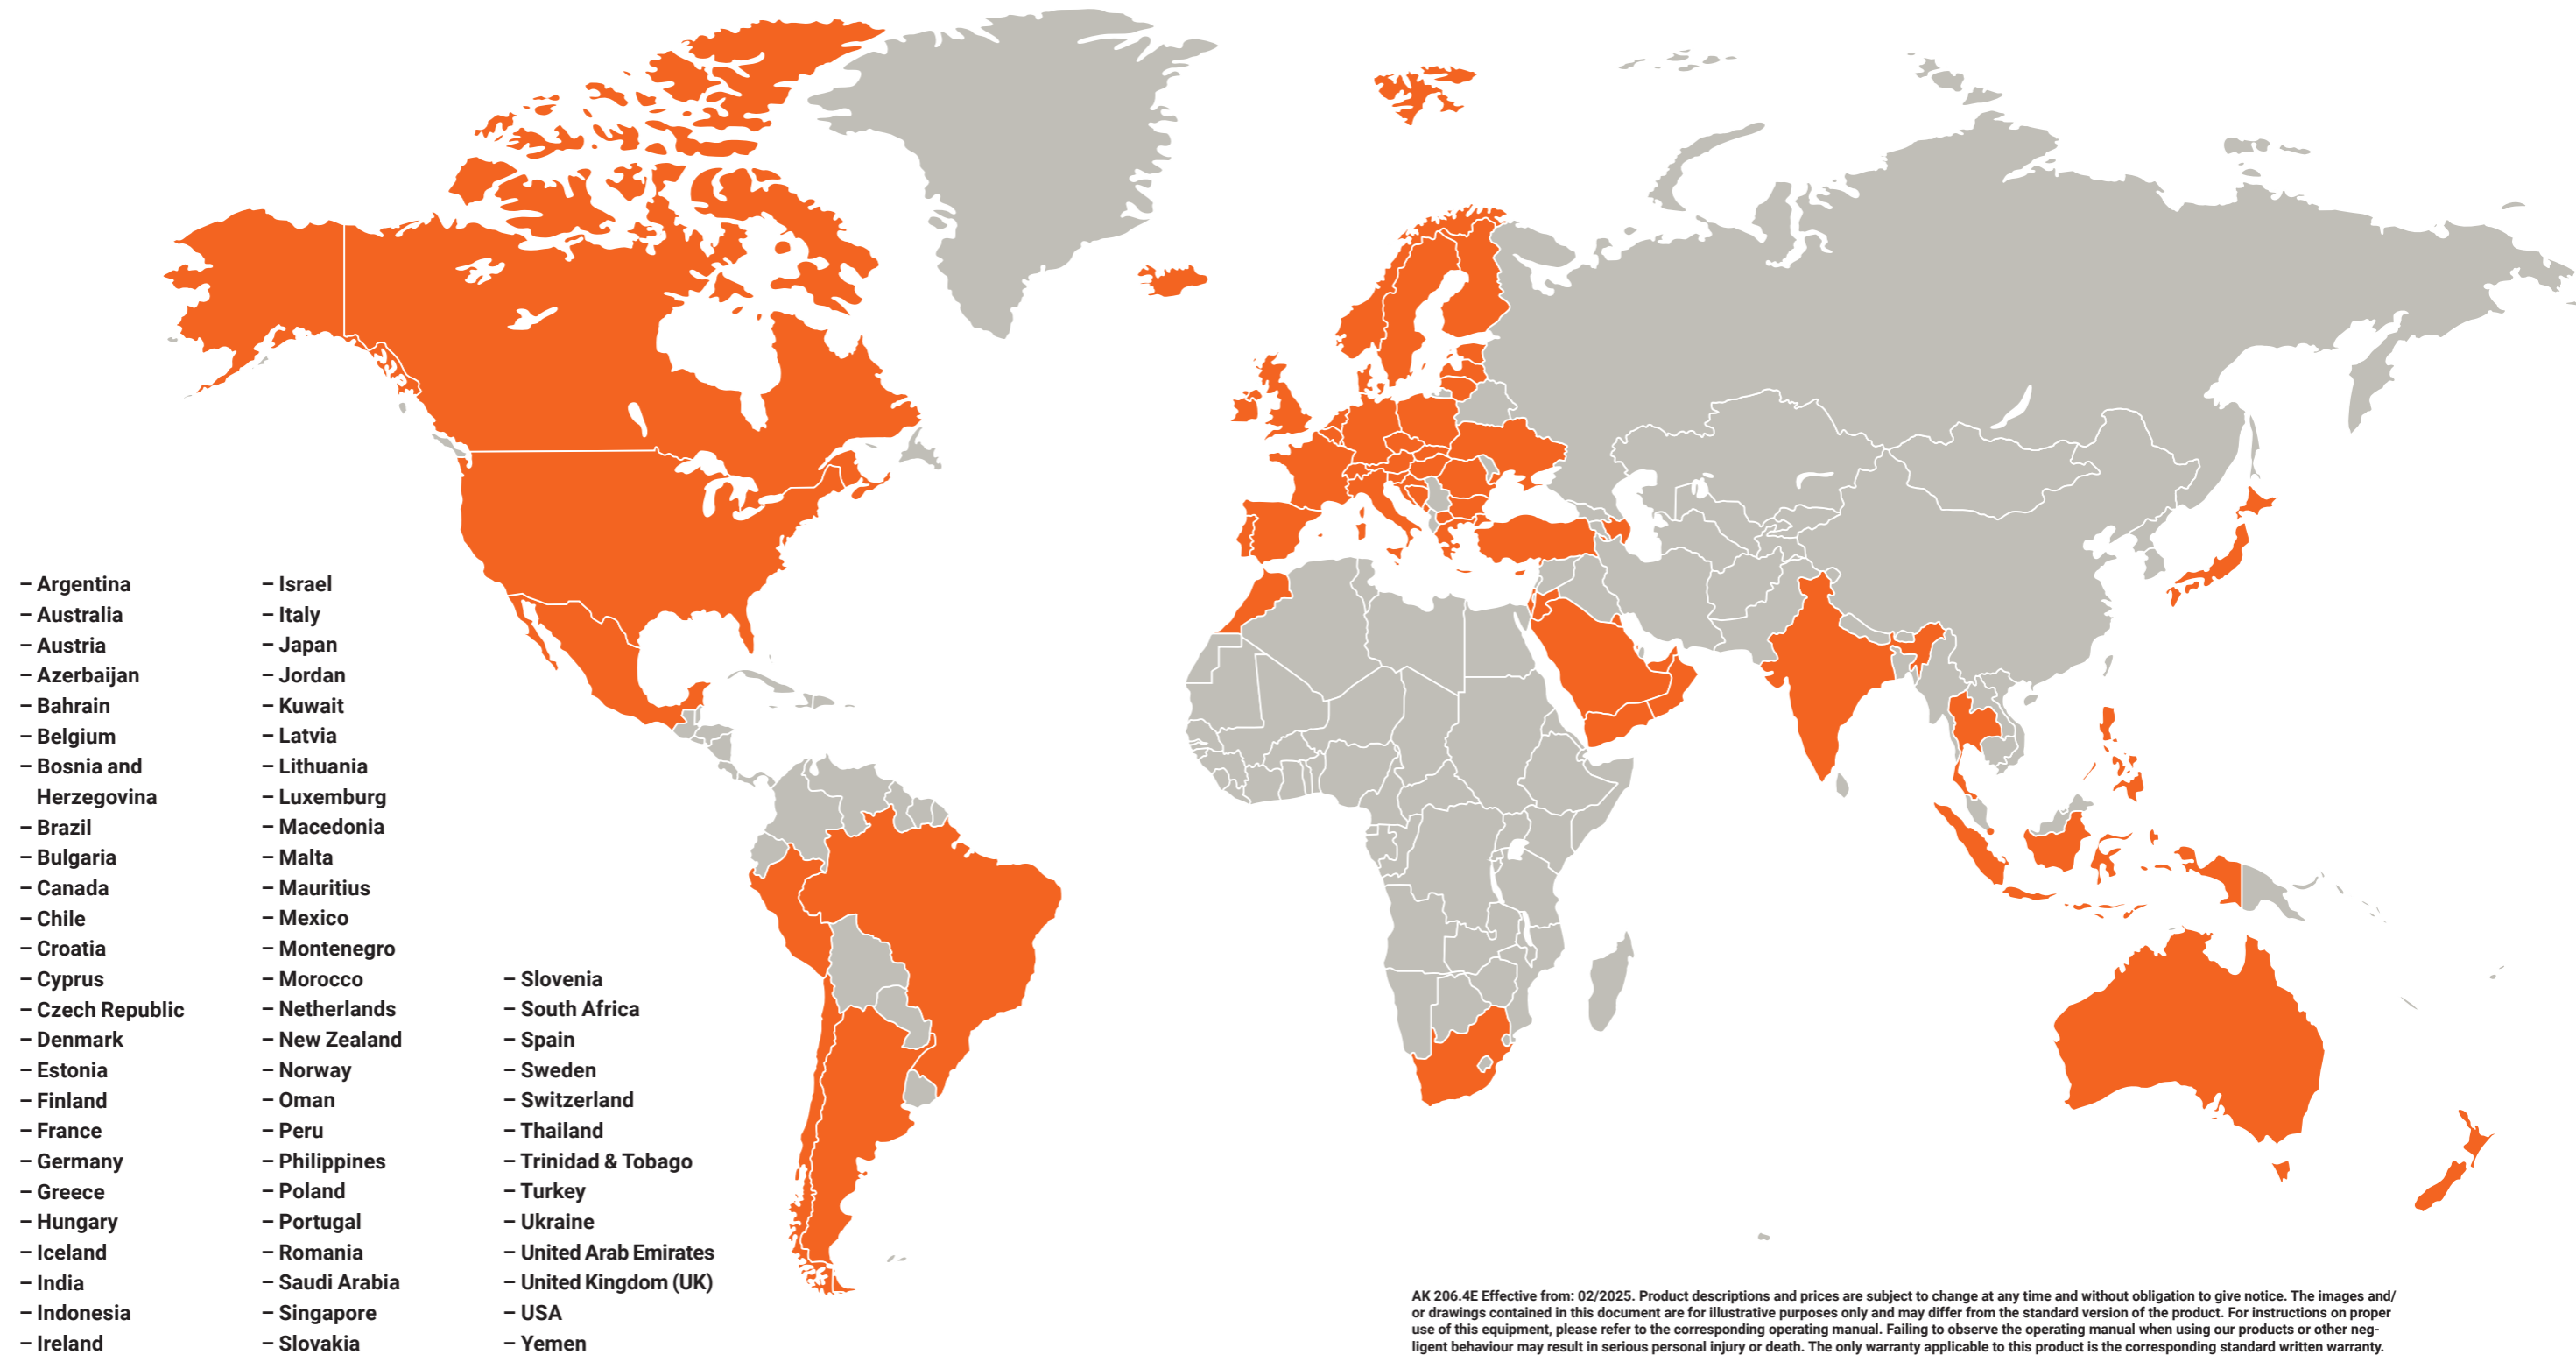 – Argentina
– Australia
– Austria
– Azerbaijan
– Bahrain
– Belgium
– Bosnia and
Herzegovina
– Brazil
– Bulgaria
– Canada
– Chile
– Croatia
– Cyprus
– Czech Republic
– Denmark
– Estonia
– Finland
– France
– Germany
– Greece
– Hungary
– Iceland
– India
– Indonesia
– Ireland
– Israel
– Italy
– Japan
– Jordan
– Kuwait
– Latvia
– Lithuania
– Luxemburg
– Macedonia
– Malta
– Mauritius
– Mexico
– Montenegro
– Morocco
– Netherlands
– New Zealand
– Norway
– Oman
– Peru
– Philippines
– Poland
– Portugal
– Romania
– Saudi Arabia
– Singapore
– Slovakia
– Slovenia
– South Africa
– Spain
– Sweden
– Switzerland
– Thailand
– Trinidad & Tobago
– Turkey
– Ukraine
– United Arab Emirates
– United Kingdom (UK)
– USA
– Yemen
AK 206.4E Effective from: 02/2025. Product descriptions and prices are subject to change at any time and without obligation to give notice. The images and/
or drawings contained in this document are for illustrative purposes only and may differ from the standard version of the product. For instructions on proper
use of this equipment, please refer to the corresponding operating manual. Failing to observe the operating manual when using our products or other neg-
ligent behaviour may result in serious personal injury or death. The only warranty applicable to this product is the corresponding standard written warranty.